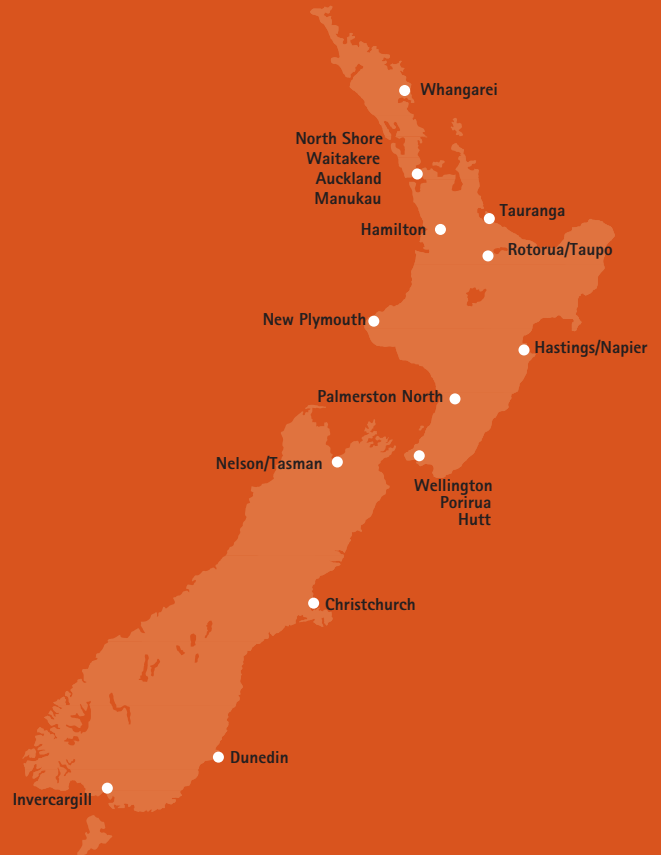 Whangarei
North Shore
Waitakere
Auckland
Manukau
Tauranga
Hamilton
Rotorua/Taupo
New Plymouth
Hastings/Napier
Palmerston North
Nelson/Tasman
Wellington
Porirua
Hutt
Christchurch
Dunedin
Invercargill